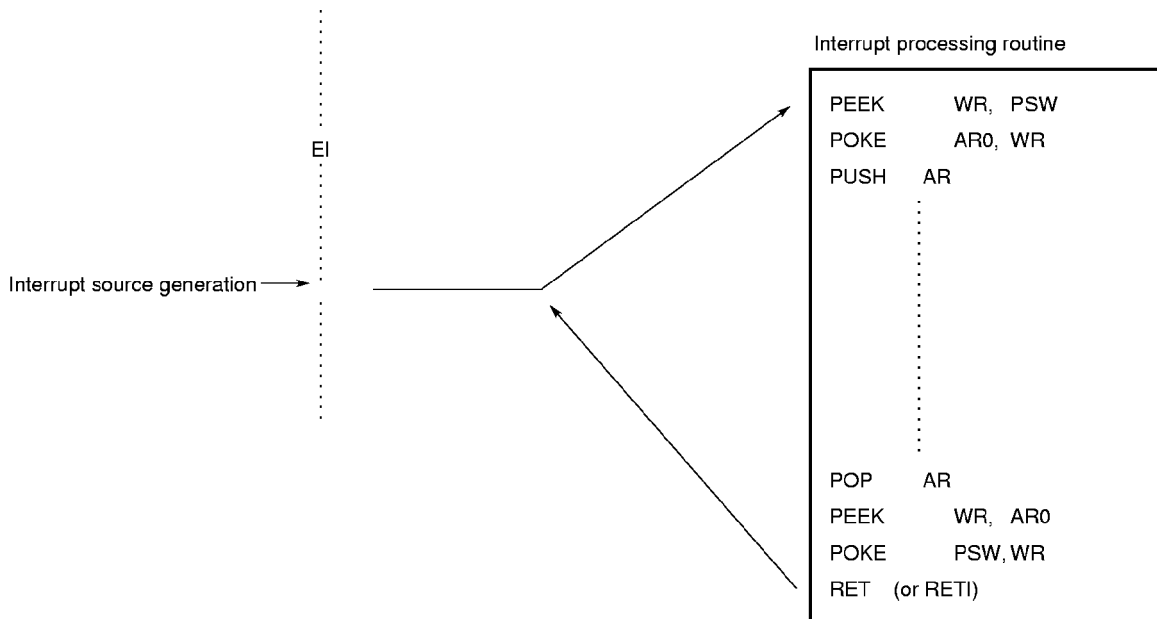 Interrupt processing routine
EI
Interrupt source generation
PEEK WR, PSW
POKE AR0, WR
PUSH AR
POP AR
PEEK WR, AR0
POKE PSW, WR
RET (or RETI)